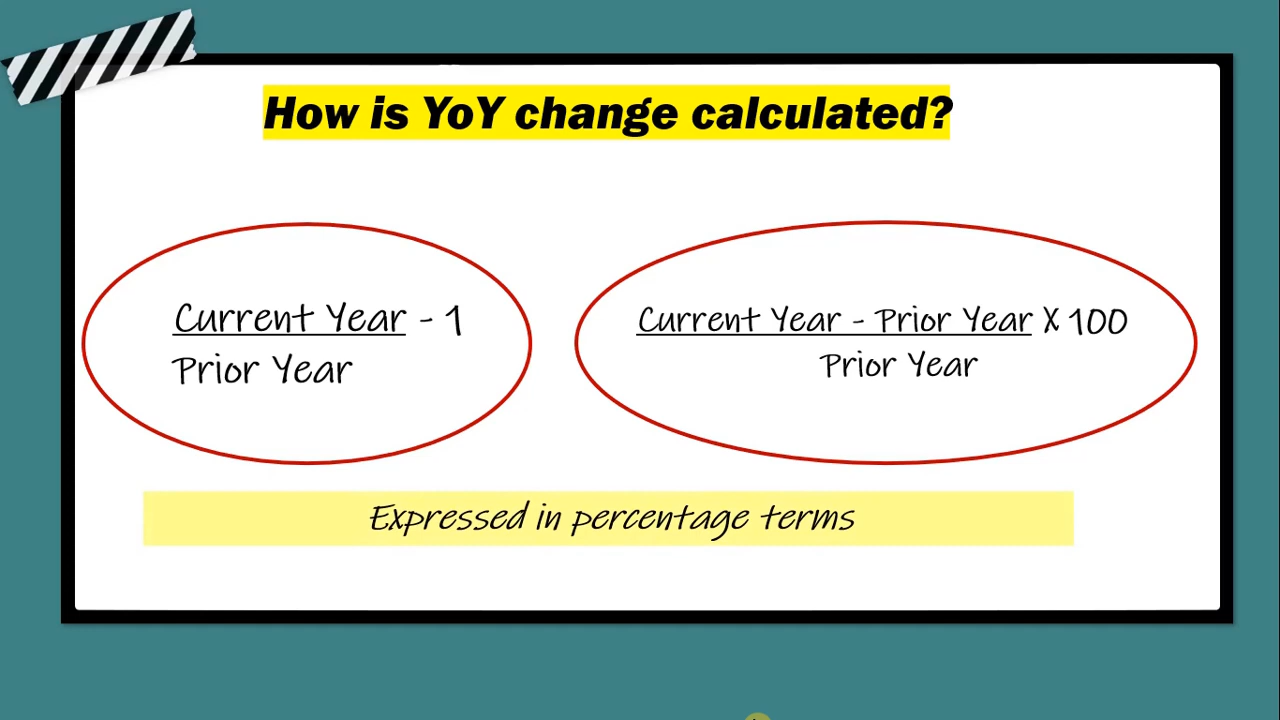 How is YoY change calculated?
Current Year - 1
Prior Year
Current Year - Prior Year X 100
Prior Year
Expressed in percentage terms